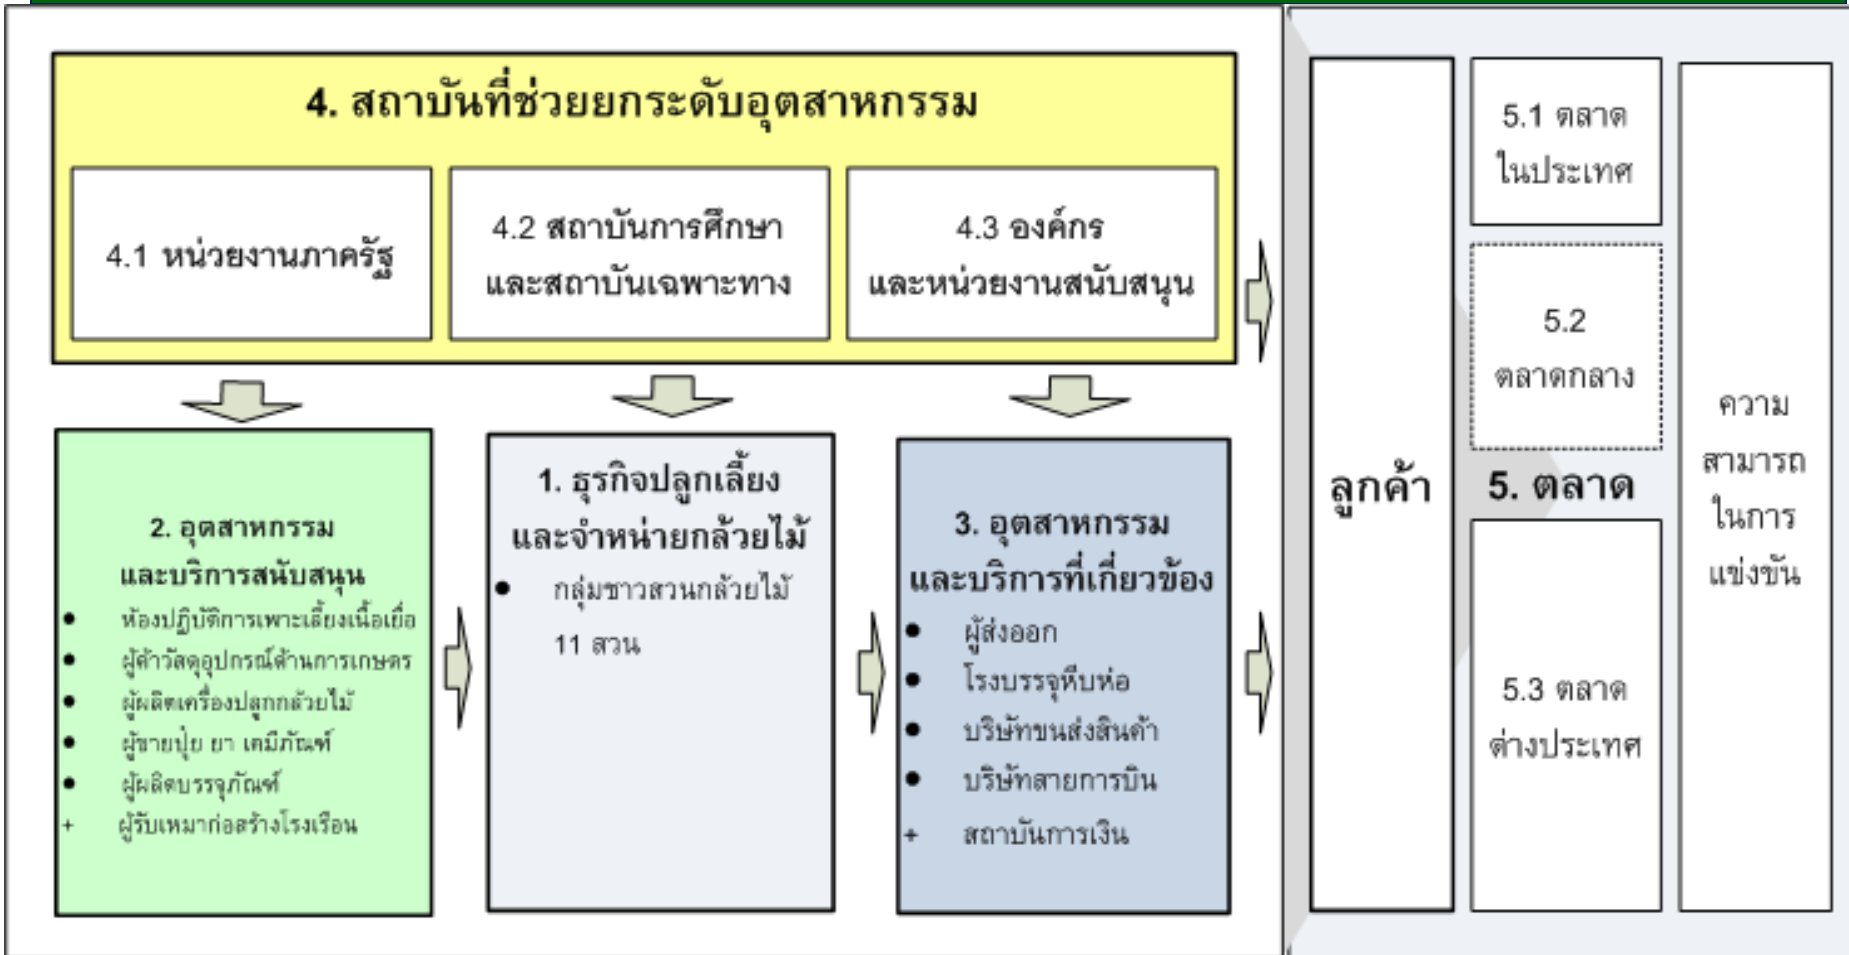 4. สถาบันที่ช่วยยกระดับอุตสาหกรรม
4.1 หน่วยงานภาครัฐ
4.2 สถาบันการศึกษา
และสถาบันเฉพาะทาง
4.3 องค์กร
และหน่วยงานสนับสนุน
2. อุตสาหกรรม
และบริการสนับสนุน
● ห้องปฏิบัติการเพาะเลี้ยงเนื้อเยื่อ
● ผู้ค้าวัสดุอุปกรณ์ด้านการเกษตร
● ผู้ผลิตเครื่องปลูกกล้วยไม้
● ผู้ขายปุ๋ย ยา เคมีภัณฑ์
● ผู้ผลิตบรรจุภัณฑ์
+ ผู้รับเหมาก่อสร้างโรงเรือน
1. ธุรกิจปลูกเลี้ยง
และจำหน่ายกล้วยไม้
● กลุ่มชาวสวนกล้วยไม้
11 สวน
3. อุตสาหกรรม
และบริการที่เกี่ยวข้อง
● ผู้ส่งออก
● โรงบรรจุหีบห่อ
● บริษัทขนส่งสินค้า
● บริษัทสายการบิน
+ สถาบันการเงิน
ลูกค้า
5.1 ตลาด
ในประเทศ
5.2
ตลาดกลาง
5. ตลาด
5.3 ตลาด
ต่างประเทศ
ความ
สามารถ
ในการ
แข่งขัน